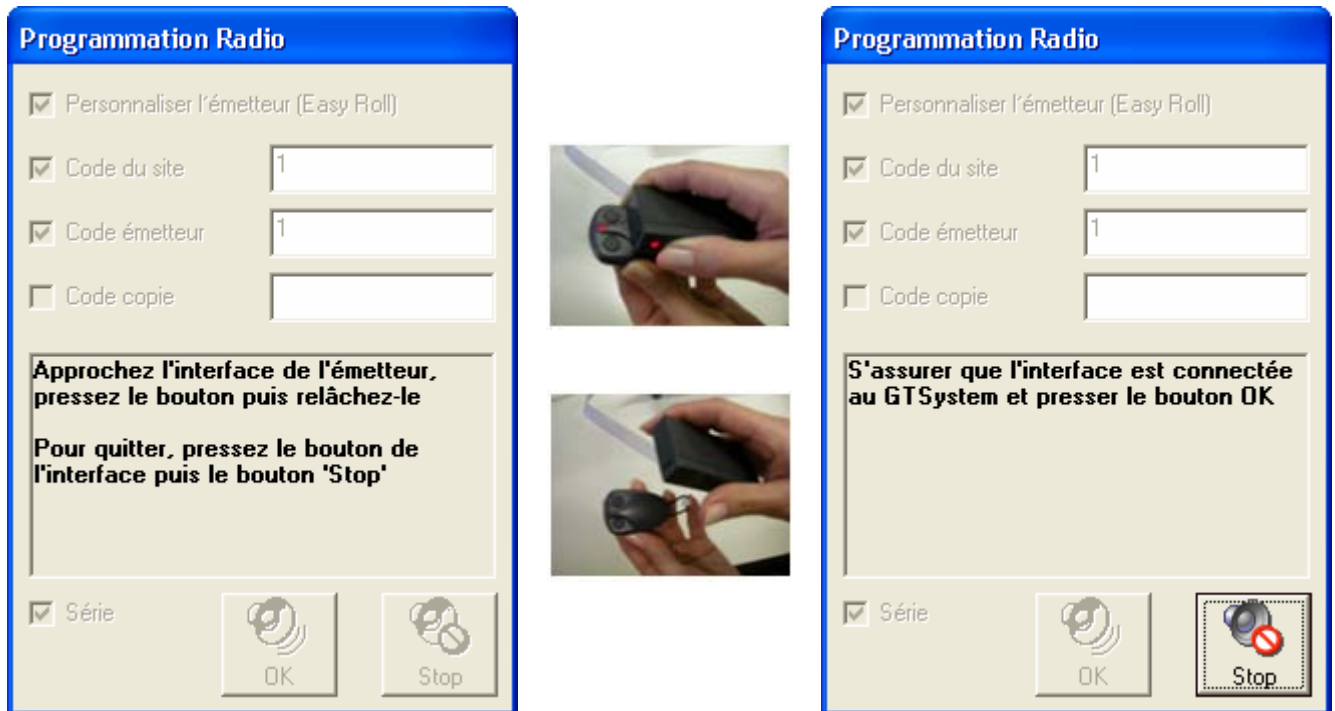 Programmation Radio
Personnaliser l'émetteur (Easy Roll)
Code du site 1
Code émetteur 1
Code copie
Approchez l'interface de l'émetteur,
pressez le bouton puis relâchez-le
Pour quitter, pressez le bouton de
l'interface puis le bouton 'Stop'
Série
OK
Stop
Programmation Radio
Personnaliser l'émetteur (Easy Roll)
Code du site 1
Code émetteur 1
Code copie
S'assurer que l'interface est connectée
au GTSystem et presser le bouton OK
Série
OK
Stop